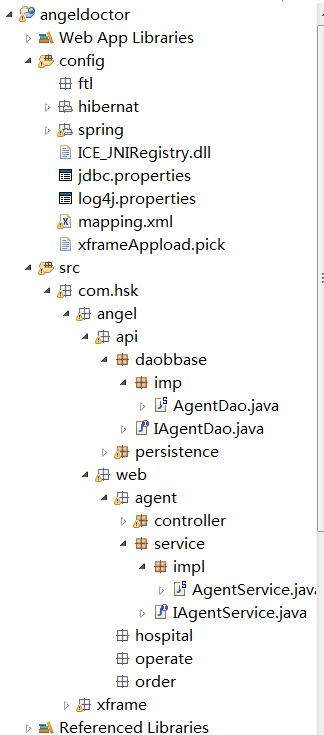 angeldoctor
Web App Libraries
config
ftl
hibernat
spring
ICE_JNIRegistry.dll
jdbc.properties
log4j.properties
mapping.xml
xframeAppload.pick
src
com.hsk
angel
api
daobbase
imp
AgentDao.java
IAgentDao.java
persistence
web
agent
controller
service
impl
AgentService.java
IAgentService.java
hospital
operate
order
xframe
Referenced Libraries